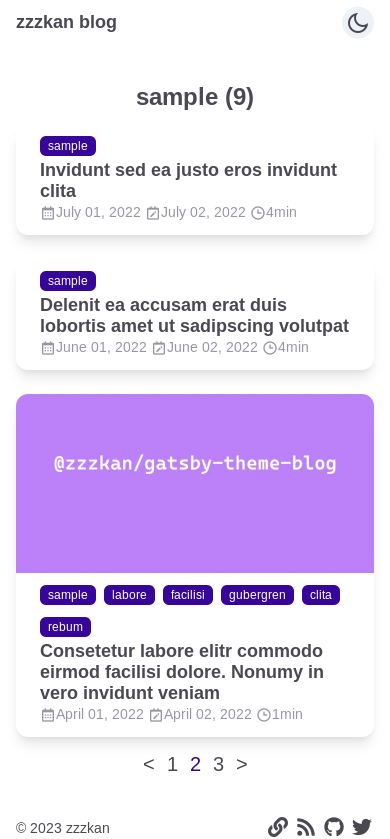 zzzkan blog
sample (9)
sample
Invidunt sed ea justo eros invidunt
clita
July 01, 2022 July 02, 2022 4min
sample
Delenit ea accusam erat duis
lobortis amet ut sadipscing volutpat
June 01, 2022 June 02, 2022 4min
@zzzkan/gatsby-theme-blog
sample labore facilisi gubergren clita
rebum
Consetetur labore elitr commodo
eirmod facilisi dolore. Nonumy in
vero invidunt veniam
April 01, 2022 April 02, 2022 1min
< 1 2 3 >
© 2023 zzzkan